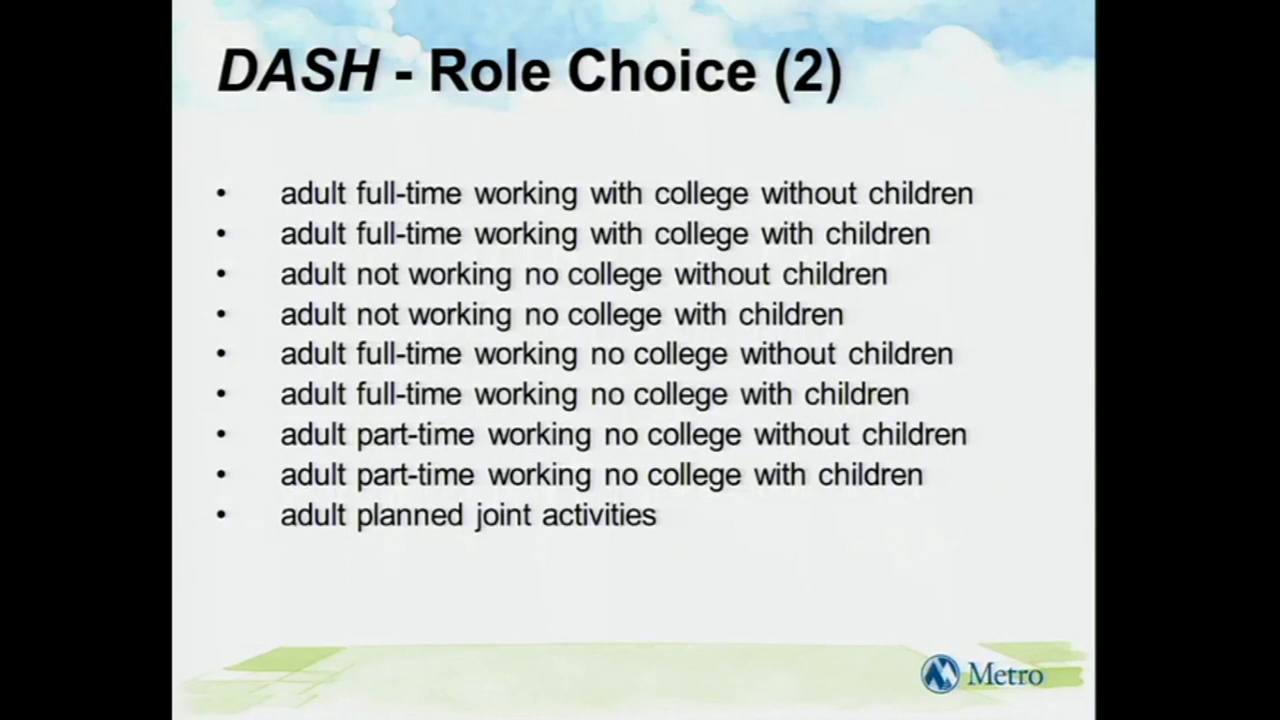 DASH - Role Choice (2)
• adult full-time working with college without children
• adult full-time working with college with children
• adult not working no college without children
• adult not working no college with children
• adult full-time working no college without children
• adult full-time working no college with children
• adult part-time working no college without children
• adult part-time working no college with children
• adult planned joint activities
Metro